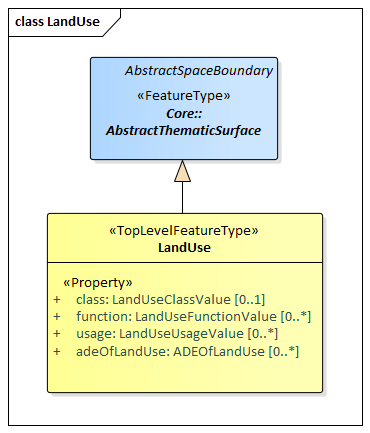 class LandUse
AbstractSpaceBoundary
«FeatureType»
Core::
AbstractThematicSurface
«TopLevelFeatureType»
LandUse
«Property»
+ class: LandUseClassValue [0..1]
+ function: LandUseFunctionValue [0..*]
+ usage: LandUseUsageValue [0..*]
+ adeOfLandUse: ADEOfLandUse [0..*]